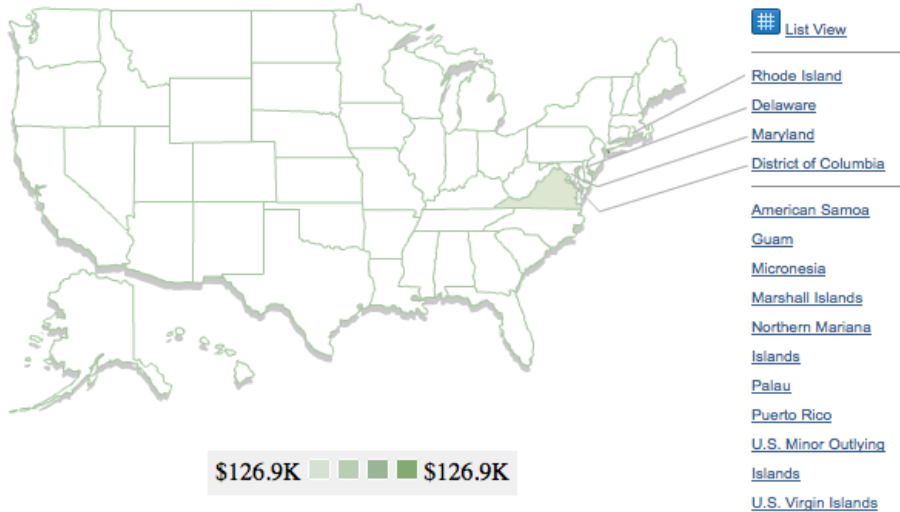 List View
Rhode Island
Delaware
Maryland
District of Columbia
American Samoa
Guam
Micronesia
Marshall Islands
Northern Mariana
Islands
Palau
Puerto Rico
U.S. Minor Outlying
Islands
U.S. Virgin Islands
$126.9K $126.9K